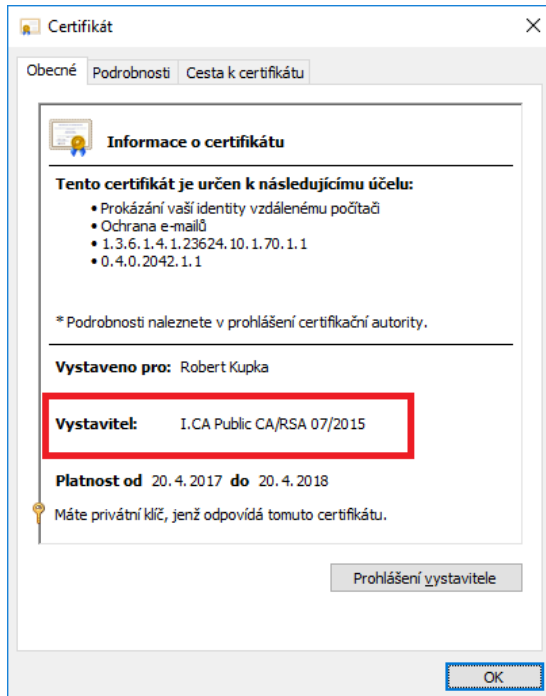 Certifikát
Obecné Podrobnosti Cesta k certifikátu
Informace o certifikátu
Tento certifikát je určen k následujícímu účelu:
• Prokázání vaší identity vzdálenému počítači
• Ochrana e-mailů
• 1.3.6.1.4.1.23624.10.1.70.1.1
• 0.4.0.2042.1.1
* Podrobnosti naleznete v prohlášení certifikační autority.
Vystaveno pro: Robert Kupka
Vystavitel: I.CA Public CA/RSA 07/2015
Platnost od 20.4.2017 do 20.4.2018
Máte privátní klíč, jenž odpovídá tomuto certifikátu.
Prohlášení vystavitele
OK